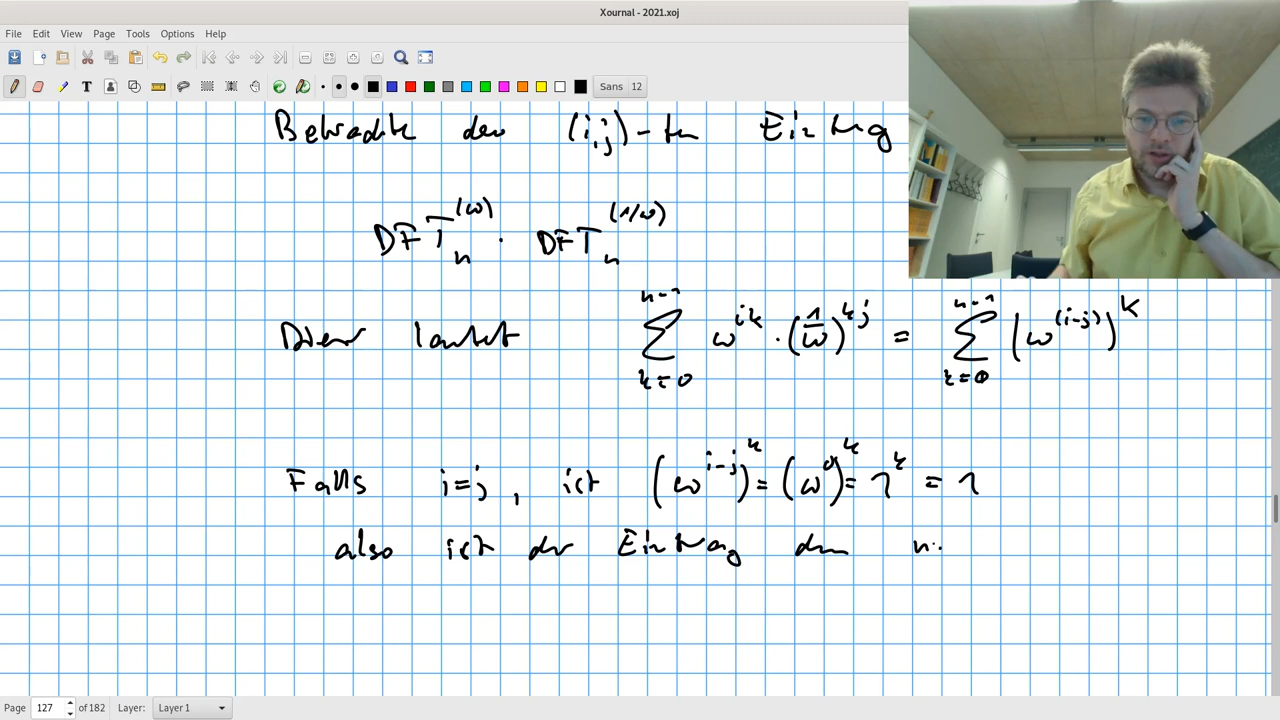 Xournal - 2021.xoj
File Edit View Page Tools Options Help
Sans 12
Betrachte den (i,j)-ten Eintrag
DFT_n^(ω) · DFT_n^(1/ω)
Dieser lautet ∑_{k=0}^{n-1} ω^{ik} · (1/ω)^{kj} = ∑_{k=0}^{n-1} (ω^{(i-j)})^k
Falls i=j, ist (ω^{i-j})^k = (ω^0)^k = 1^k = 1
also ist der Eintrag dann n.
Page 127 of 182 Layer: Layer 1